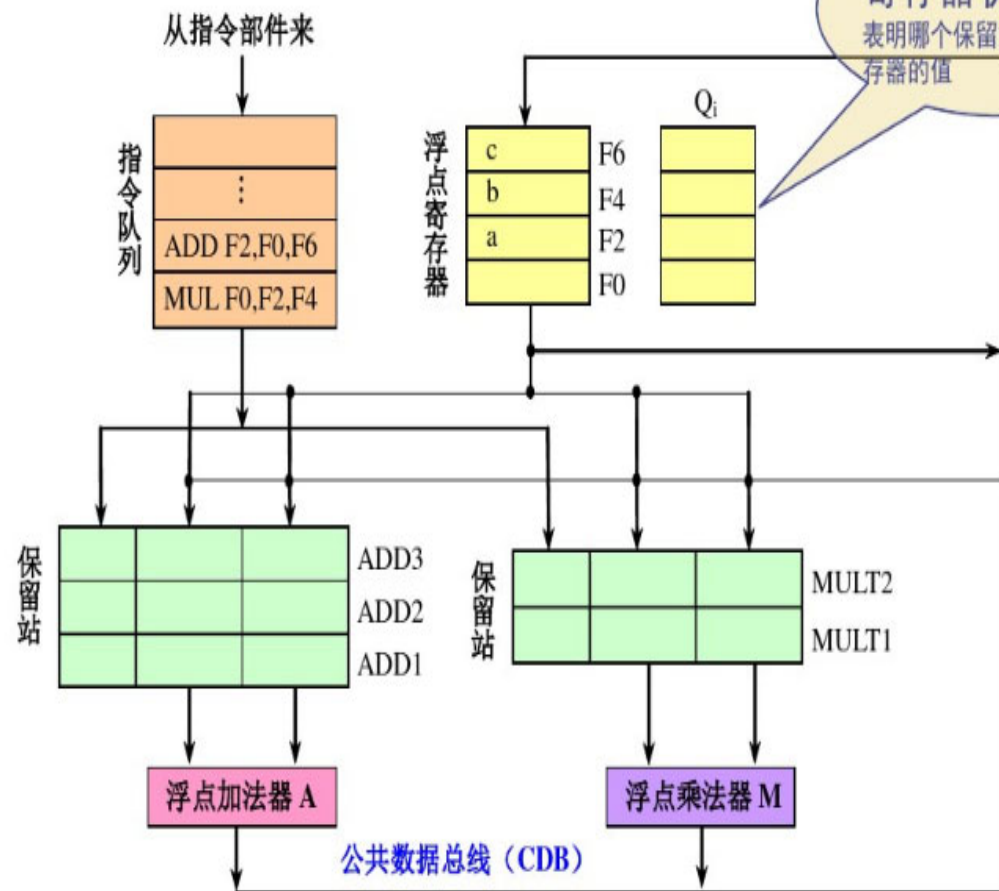 从指令部件来
表明哪个保留
存器的值
Qi
指令队列
⋮
ADD F2,F0,F6
MUL F0,F2,F4
浮点寄存器
c
F6
b
F4
a
F2
F0
保留站
ADD3
ADD2
ADD1
保留站
MULT2
MULT1
浮点加法器 A
浮点乘法器 M
公共数据总线（CDB）